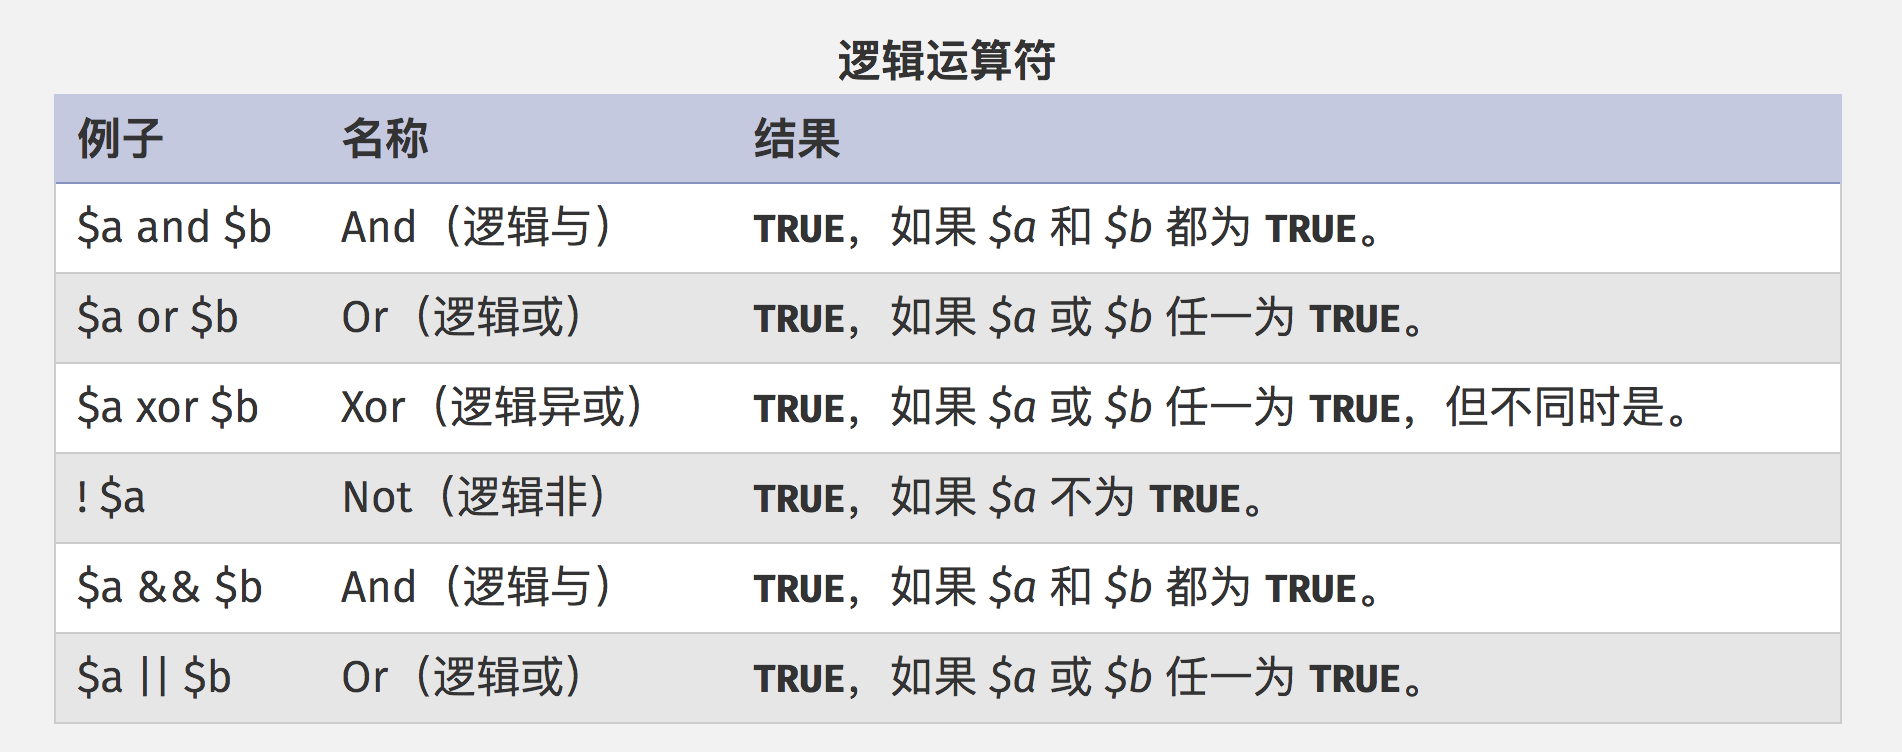 逻辑运算符
例子 名称 结果
$a and $b And（逻辑与） TRUE，如果 $a 和 $b 都为 TRUE。
$a or $b Or（逻辑或） TRUE，如果 $a 或 $b 任一为 TRUE。
$a xor $b Xor（逻辑异或） TRUE，如果 $a 或 $b 任一为 TRUE，但不同时是。
! $a Not（逻辑非） TRUE，如果 $a 不为 TRUE。
$a && $b And（逻辑与） TRUE，如果 $a 和 $b 都为 TRUE。
$a || $b Or（逻辑或） TRUE，如果 $a 或 $b 任一为 TRUE。